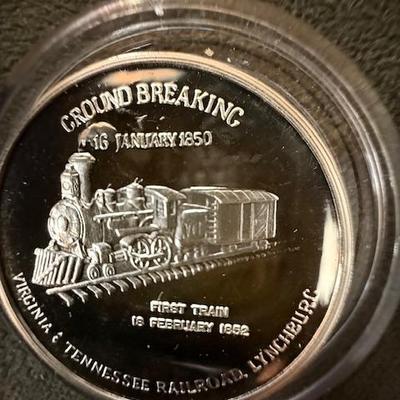 GROUND BREAKING
16 JANUARY 1850
FIRST TRAIN
18 FEBRUARY 1852
VIRGINIA & TENNESSEE RAILROAD, LYNCHBURG